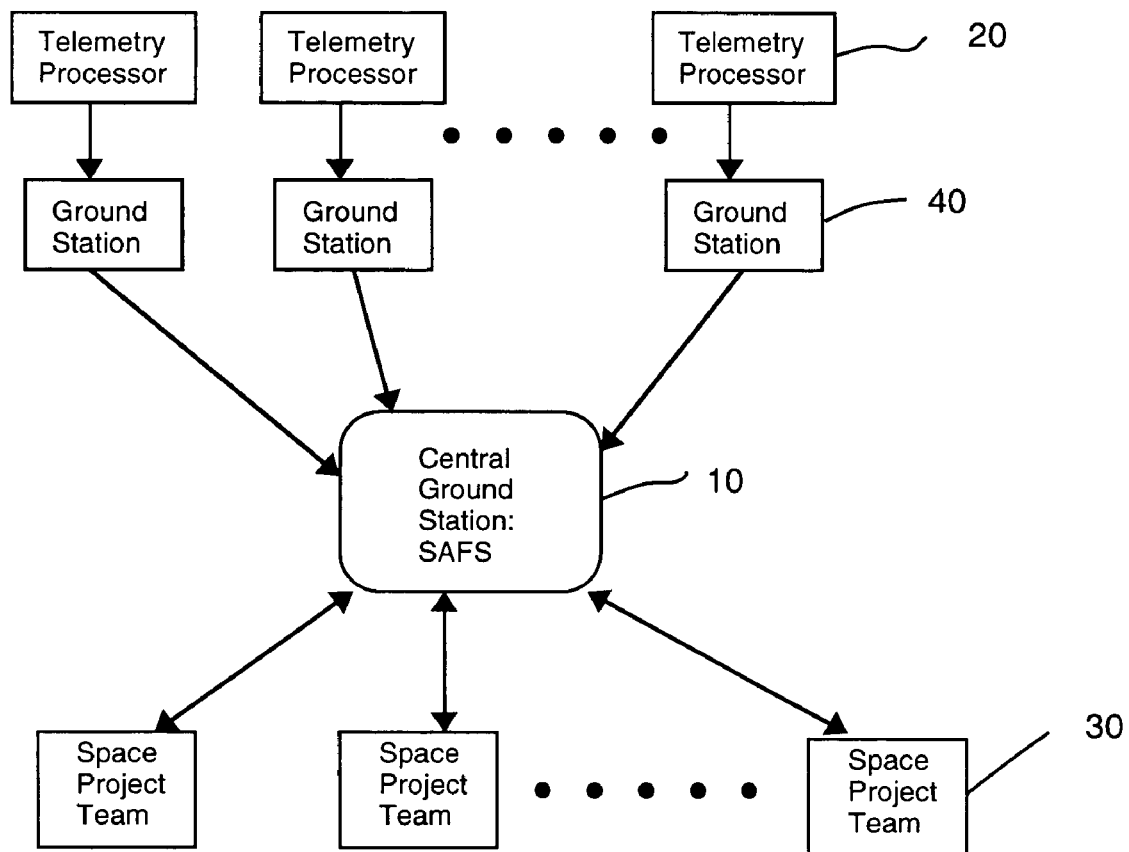 Telemetry
Processor
Telemetry
Processor
Telemetry
Processor
20
Ground
Station
Ground
Station
Ground
Station
40
Central
Ground
Station:
SAFS
10
Space
Project
Team
Space
Project
Team
Space
Project
Team
30